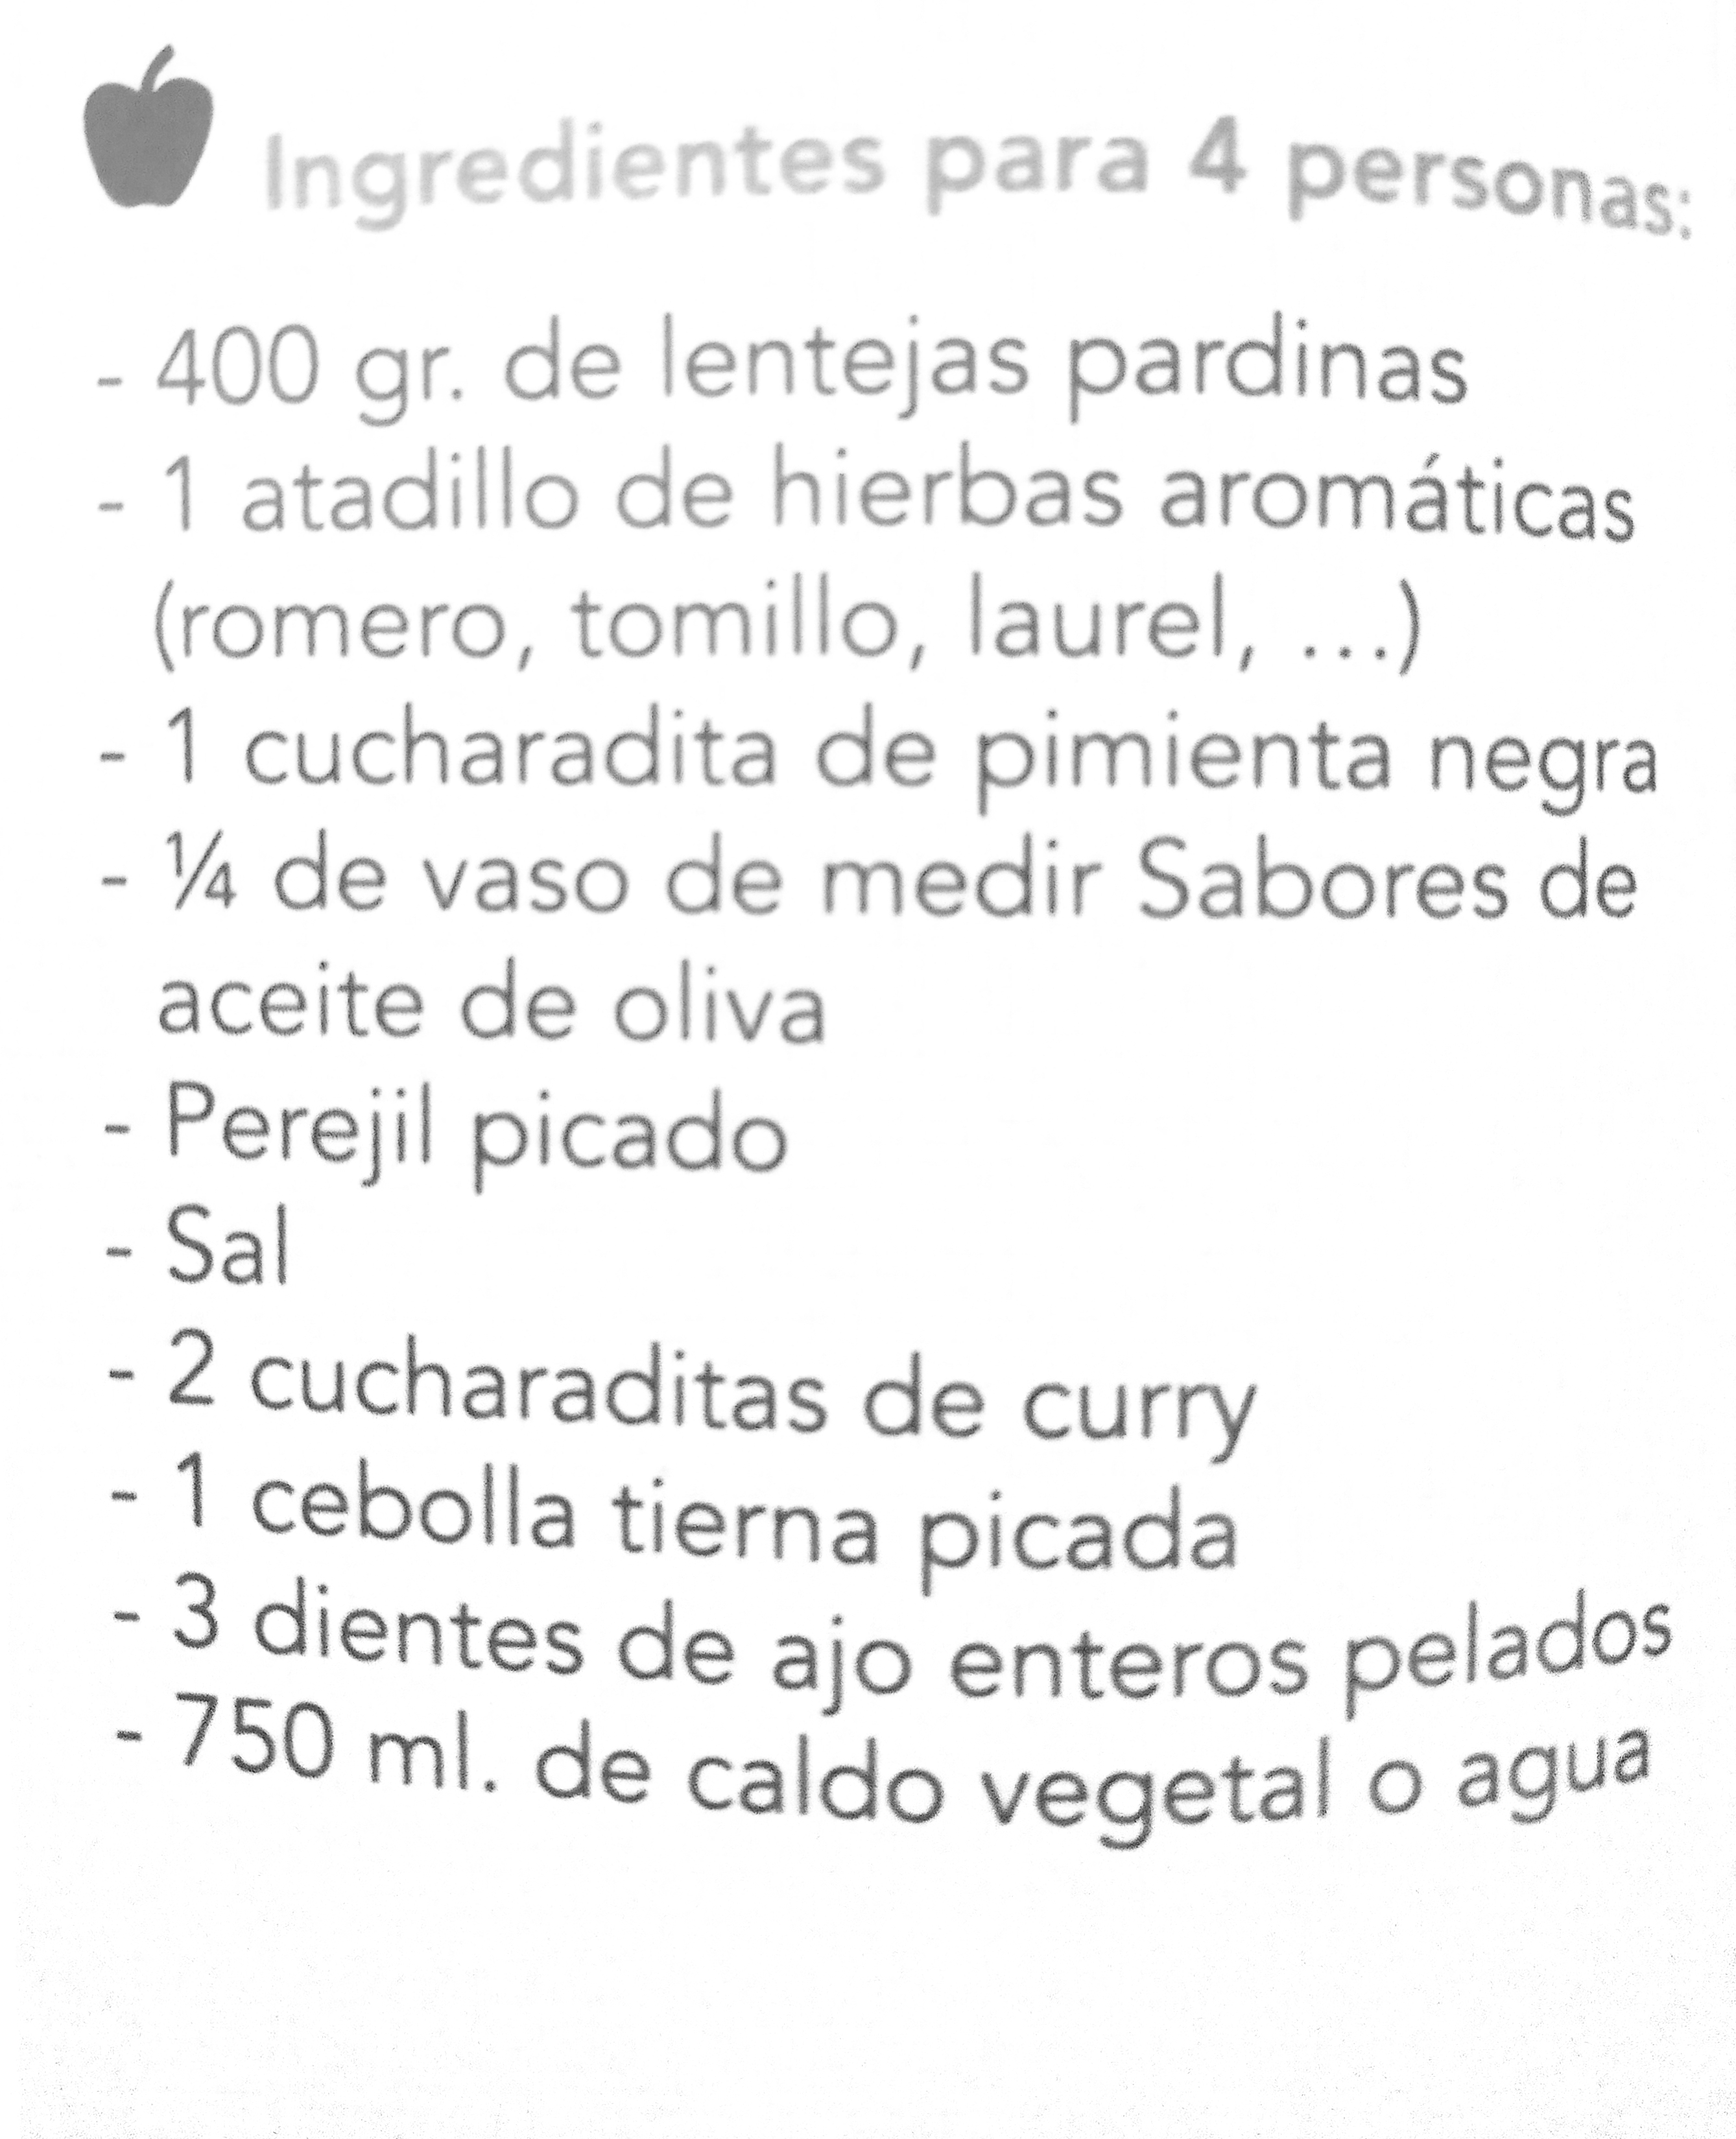 Ingredientes para 4 personas:
- 400 gr. de lentejas pardinas
- 1 atadillo de hierbas aromáticas
(romero, tomillo, laurel, ...)
- 1 cucharadita de pimienta negra
- ¼ de vaso de medir Sabores de
aceite de oliva
- Perejil picado
- Sal
- 2 cucharaditas de curry
- 1 cebolla tierna picada
- 3 dientes de ajo enteros pelados
- 750 ml. de caldo vegetal o agua